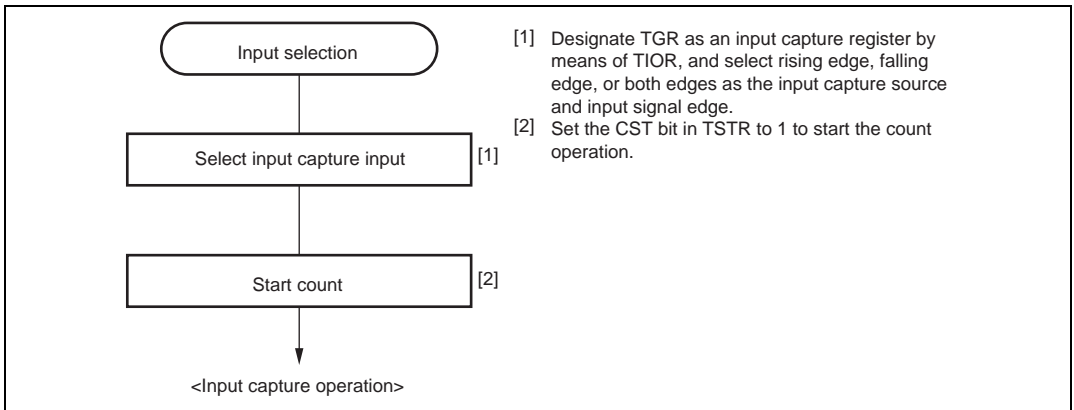 Input selection
Select input capture input
[1]
Start count
[2]
<Input capture operation>
[1] Designate TGR as an input capture register by
means of TIOR, and select rising edge, falling
edge, or both edges as the input capture source
and input signal edge.
[2] Set the CST bit in TSTR to 1 to start the count
operation.